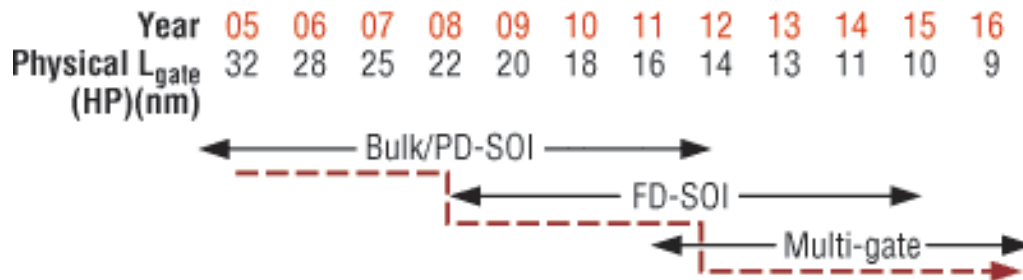 Year 05 06 07 08 09 10 11 12 13 14 15 16
Physical Lgate 32 28 25 22 20 18 16 14 13 11 10 9
(HP)(nm)
Bulk/PD-SOI
FD-SOI
Multi-gate